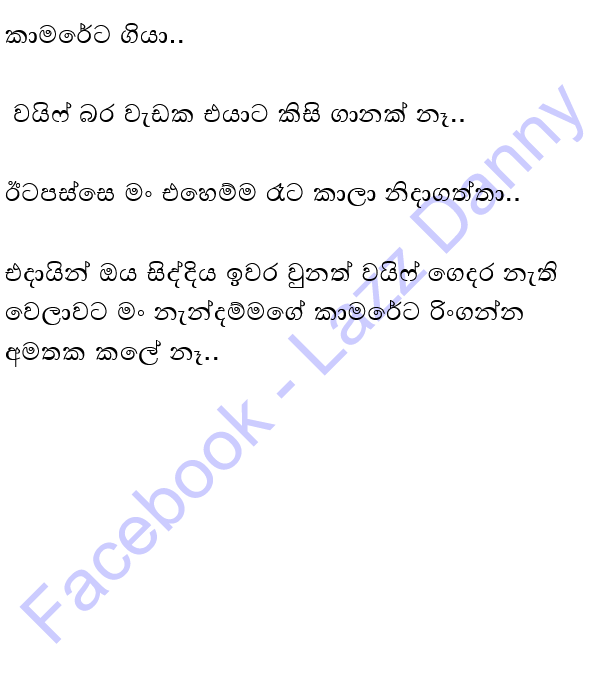 කාමරේට ගියා..
වයිෆ් බර වැඩක එයාට කිසි ගානක් නෑ..
ඊටපස්සෙ මං එහෙම්ම රෑට කාලා නිදාගත්තා..
එදායින් ඔය සිද්දිය ඉවර වුනත් වයිෆ් ගෙදර නැති
වෙලාවට මං නැන්දම්මගේ කාමරේට රිංගන්න
අමතක කලේ නෑ..
Facebook - Lazz Danny